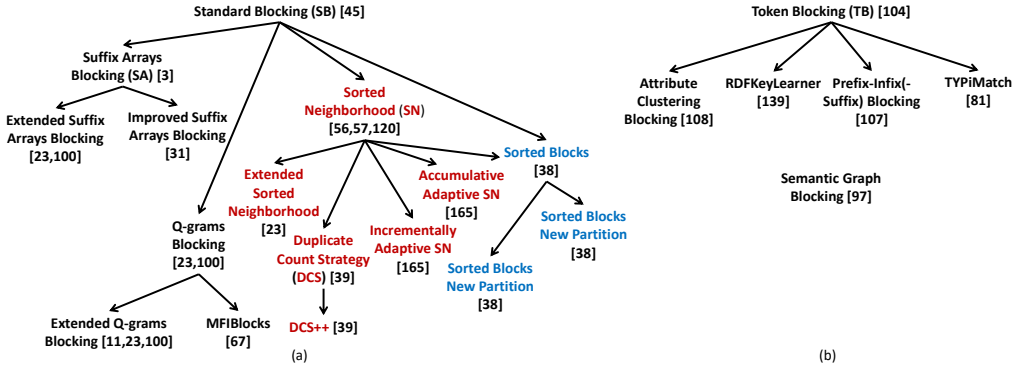 Standard Blocking (SB) [45]
Suffix Arrays
Blocking (SA) [3]
Extended Suffix
Arrays Blocking
[23,100]
Improved Suffix
Arrays Blocking
[31]
Sorted
Neighborhood (SN)
[56,57,120]
Extended
Sorted
Neighborhood
[23]
Duplicate
Count Strategy
(DCS) [39]
DCS++ [39]
Incrementally
Adaptive SN
[165]
Accumulative
Adaptive SN
[165]
Sorted Blocks
[38]
Sorted Blocks
New Partition
[38]
Sorted Blocks
New Partition
[38]
Q-grams
Blocking
[23,100]
Extended Q-grams
Blocking [11,23,100]
MFIBlocks
[67]
(a)
Token Blocking (TB) [104]
Attribute
Clustering
Blocking [108]
RDFKeyLearner
[139]
Prefix-Infix(-
Suffix) Blocking
[107]
TYPiMatch
[81]
Semantic Graph
Blocking [97]
(b)